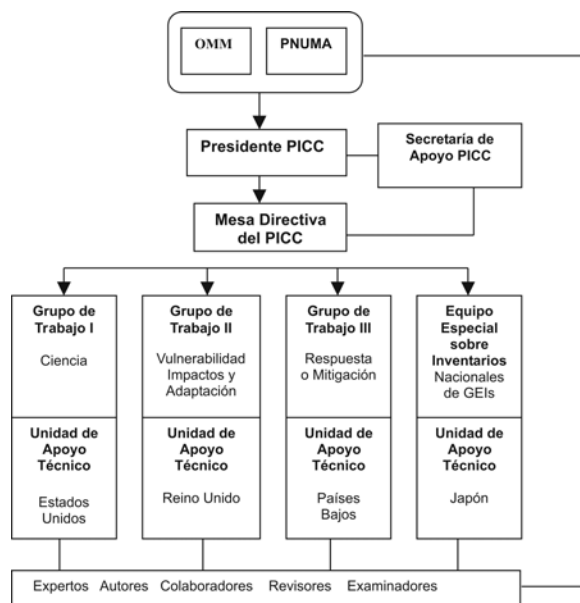 OMM
PNUMA
Presidente PICC
Secretaría de
Apoyo PICC
Mesa Directiva
del PICC
Grupo de
Trabajo I
Ciencia
Unidad de
Apoyo
Técnico
Estados
Unidos
Grupo de
Trabajo II
Vulnerabilidad
Impactos y
Adaptación
Unidad de
Apoyo
Técnico
Reino Unido
Grupo de
Trabajo III
Respuesta
o Mitigación
Unidad de
Apoyo
Técnico
Países
Bajos
Equipo
Especial
sobre
Inventarios
Nacionales
de GEIs
Unidad de
Apoyo
Técnico
Japón
Expertos Autores Colaboradores Revisores Examinadores